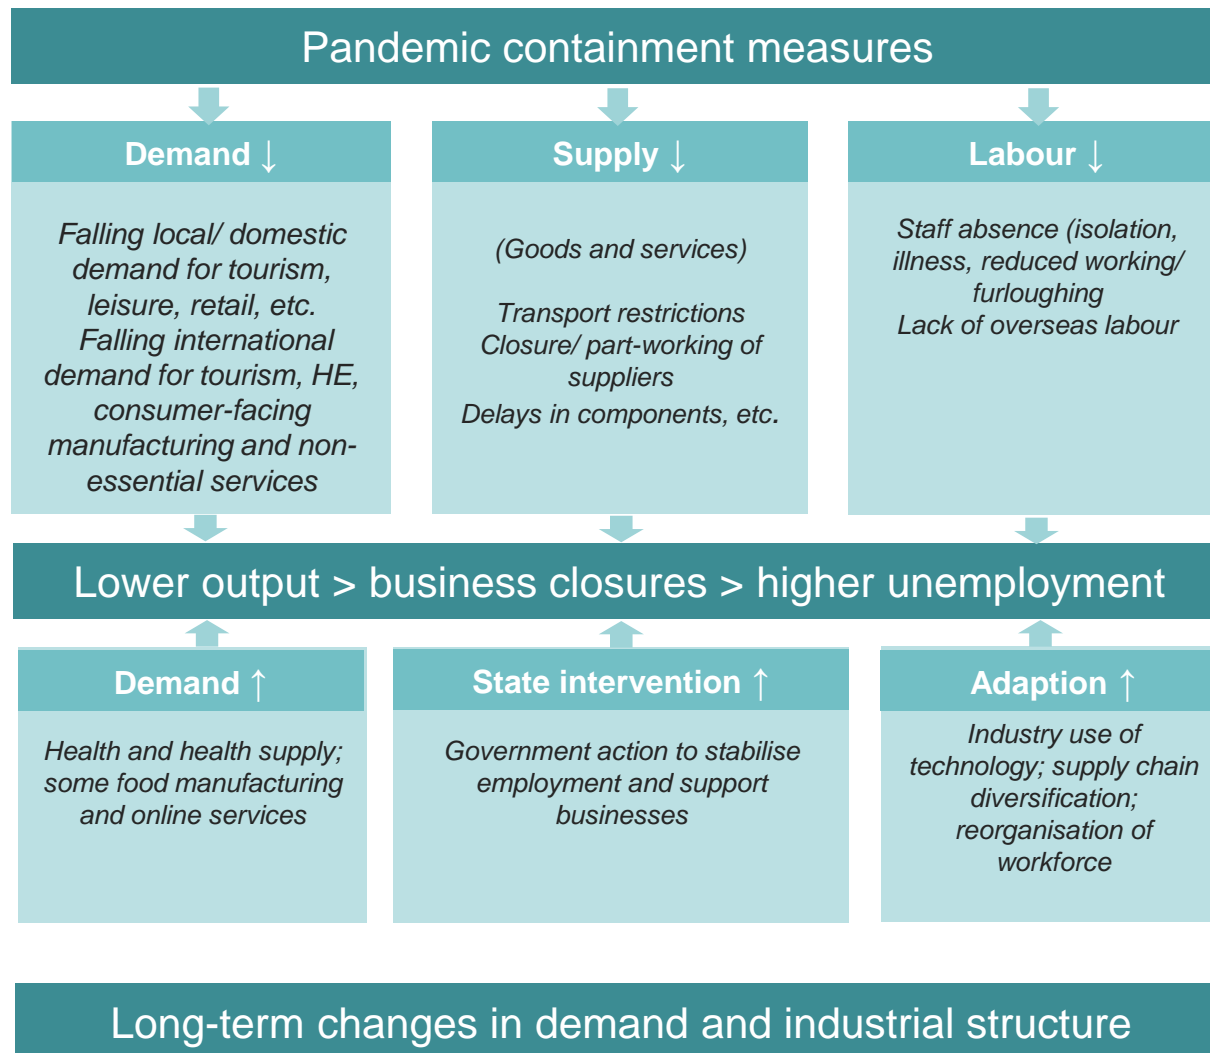 Pandemic containment measures
Demand ↓
Falling local/ domestic
demand for tourism,
leisure, retail, etc.
Falling international
demand for tourism, HE,
consumer-facing
manufacturing and non-
essential services
Supply ↓
(Goods and services)
Transport restrictions
Closure/ part-working of
suppliers
Delays in components, etc.
Labour ↓
Staff absence (isolation,
illness, reduced working/
furloughing
Lack of overseas labour
Lower output > business closures > higher unemployment
Demand ↑
Health and health supply;
some food manufacturing
and online services
State intervention ↑
Government action to stabilise
employment and support
businesses
Adaption ↑
Industry use of
technology; supply chain
diversification;
reorganisation of
workforce
Long-term changes in demand and industrial structure